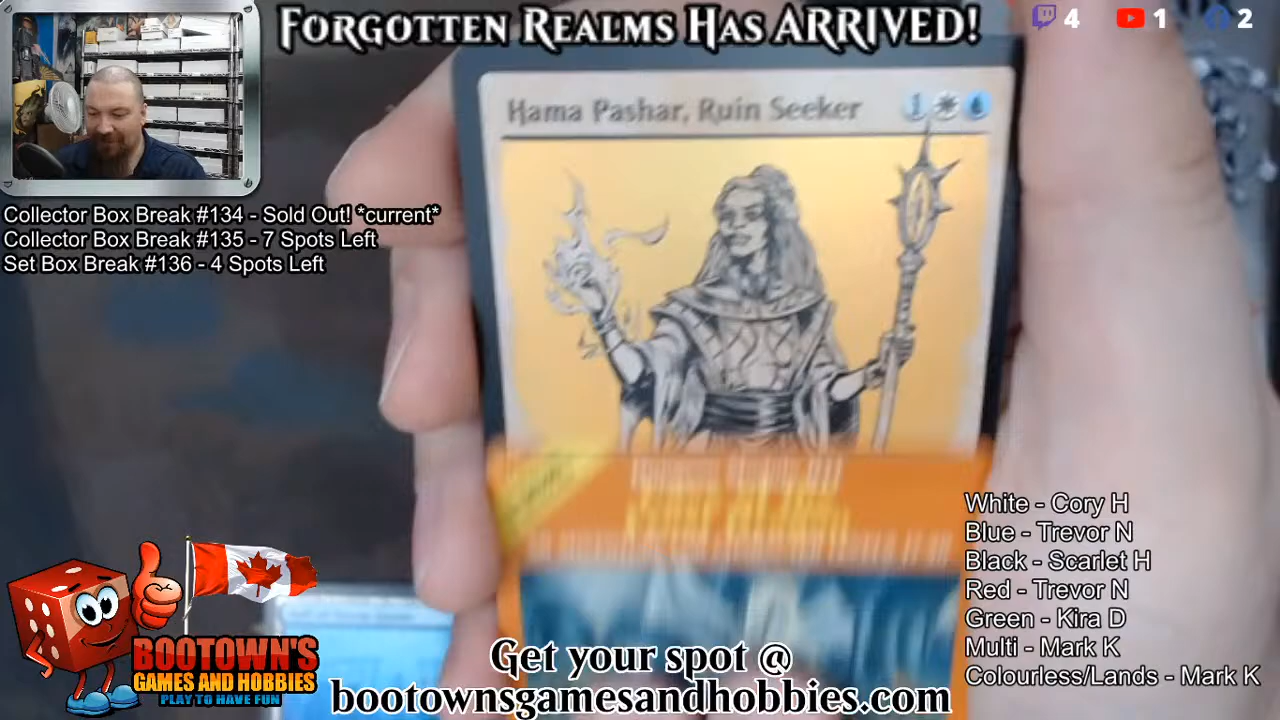 Forgotten Realms Has ARRIVED!
4 1 2
Hama Pashar, Ruin Seeker 1
Collector Box Break #134 - Sold Out! *current*
Collector Box Break #135 - 7 Spots Left
Set Box Break #136 - 4 Spots Left
White - Cory H
Blue - Trevor N
Black - Scarlet H
Red - Trevor N
Green - Kira D
Multi - Mark K
Colourless/Lands - Mark K
BOOTOWN'S
GAMES AND HOBBIES
PLAY TO HAVE FUN
Get your spot @
bootownsgamesandhobbies.com